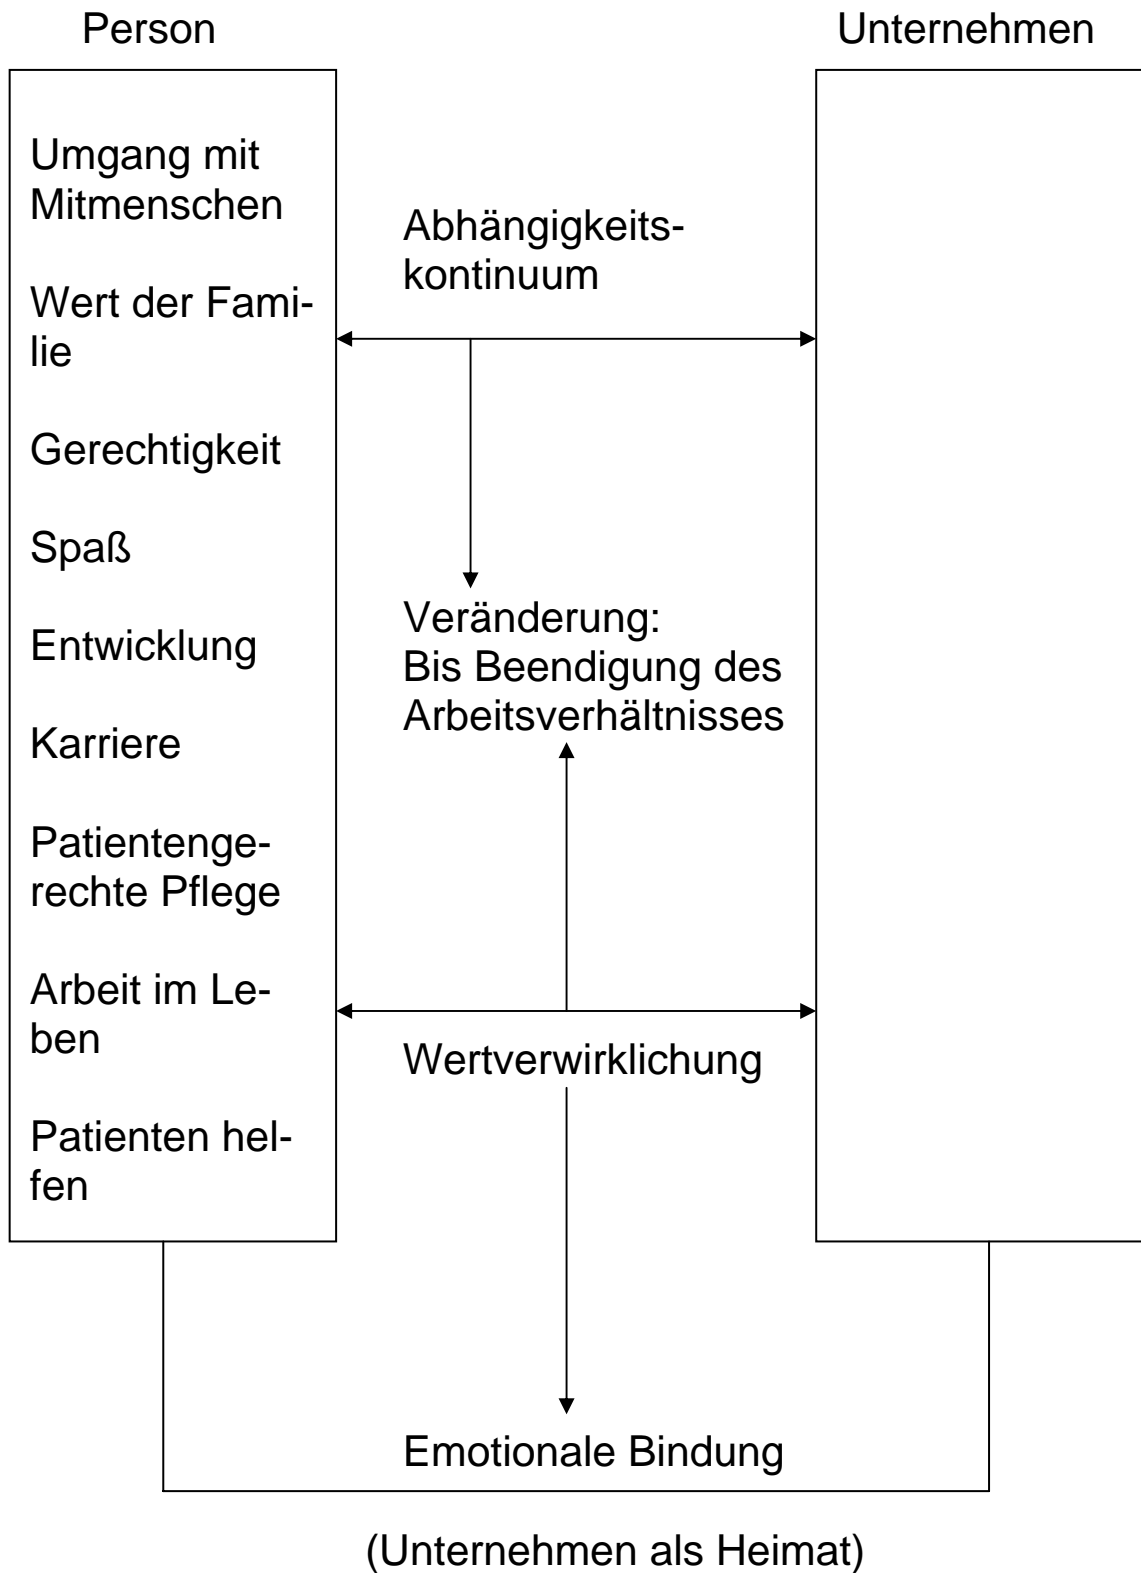 Person
Unternehmen
Umgang mit
Mitmenschen
Wert der Fami-
lie
Gerechtigkeit
Spaß
Entwicklung
Karriere
Patientenge-
rechte Pflege
Arbeit im Le-
ben
Patienten hel-
fen
Abhängigkeits-
kontinuum
Veränderung:
Bis Beendigung des
Arbeitsverhältnisses
Wertverwirklichung
Emotionale Bindung
(Unternehmen als Heimat)